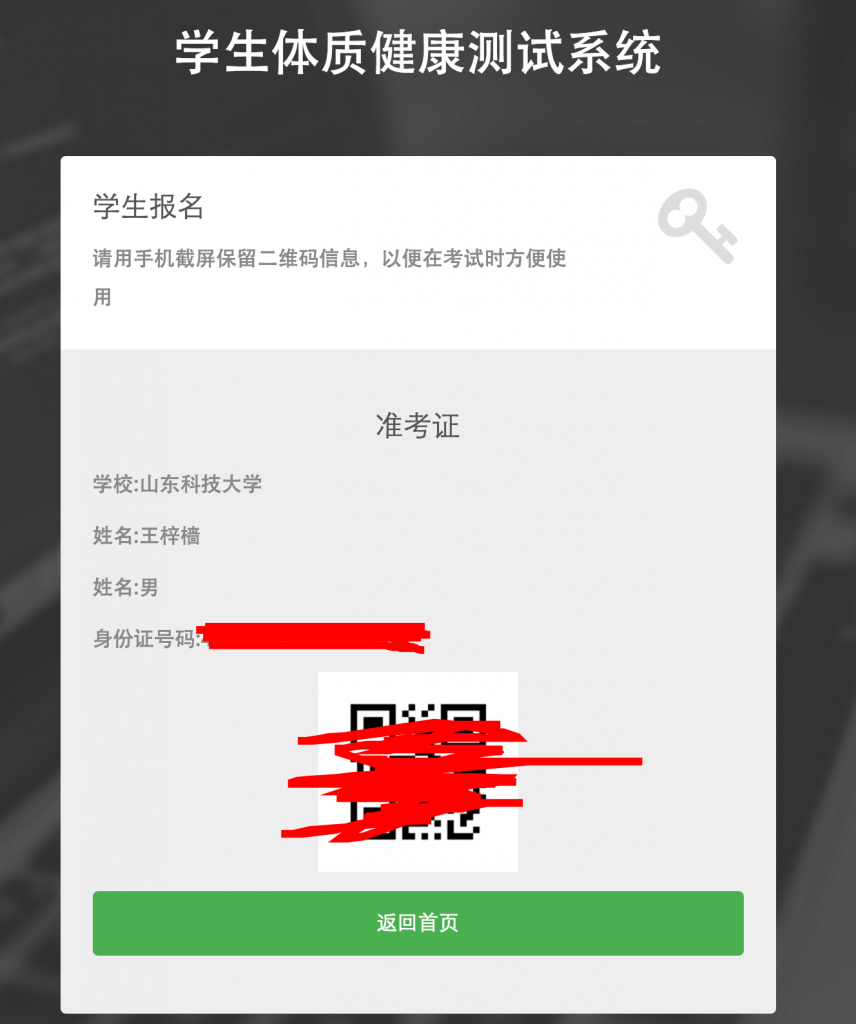 学生体质健康测试系统
学生报名
请用手机截屏保留二维码信息，以便在考试时方便使
用
准考证
学校:山东科技大学
姓名:王梓樯
姓名:男
身份证号码:
返回首页